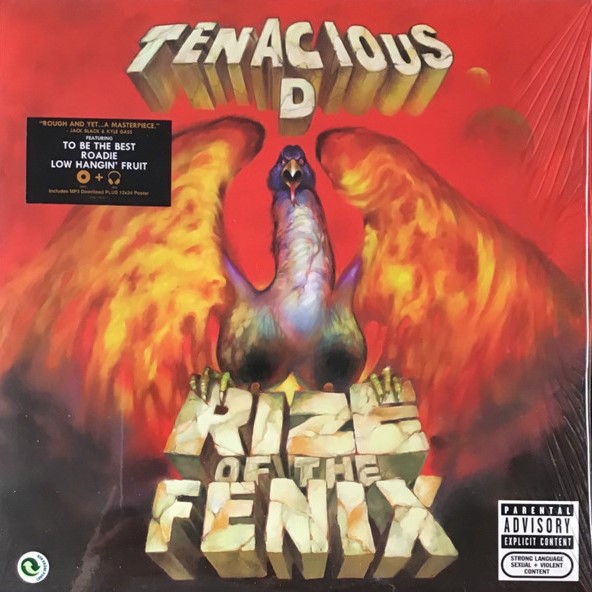 TENACIOUS
D
"ROUGH AND YET...A MASTERPIECE."
- JACK BLACK & KYLE GASS
FEATURING
TO BE THE BEST
ROADIE
LOW HANGIN' FRUIT
+
Includes MP3 Download PLUS 12x24 Poster
RIZE
OF THE
FENIX
PARENTAL
ADVISORY
EXPLICIT CONTENT
STRONG LANGUAGE
SEXUAL + VIOLENT
CONTENT